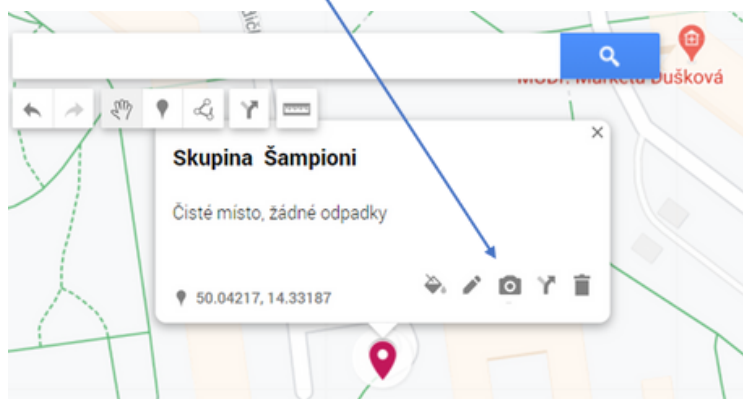 MUDr. Markéta Dušková
Skupina Šampioni
Čisté místo, žádné odpadky
50.04217, 14.33187